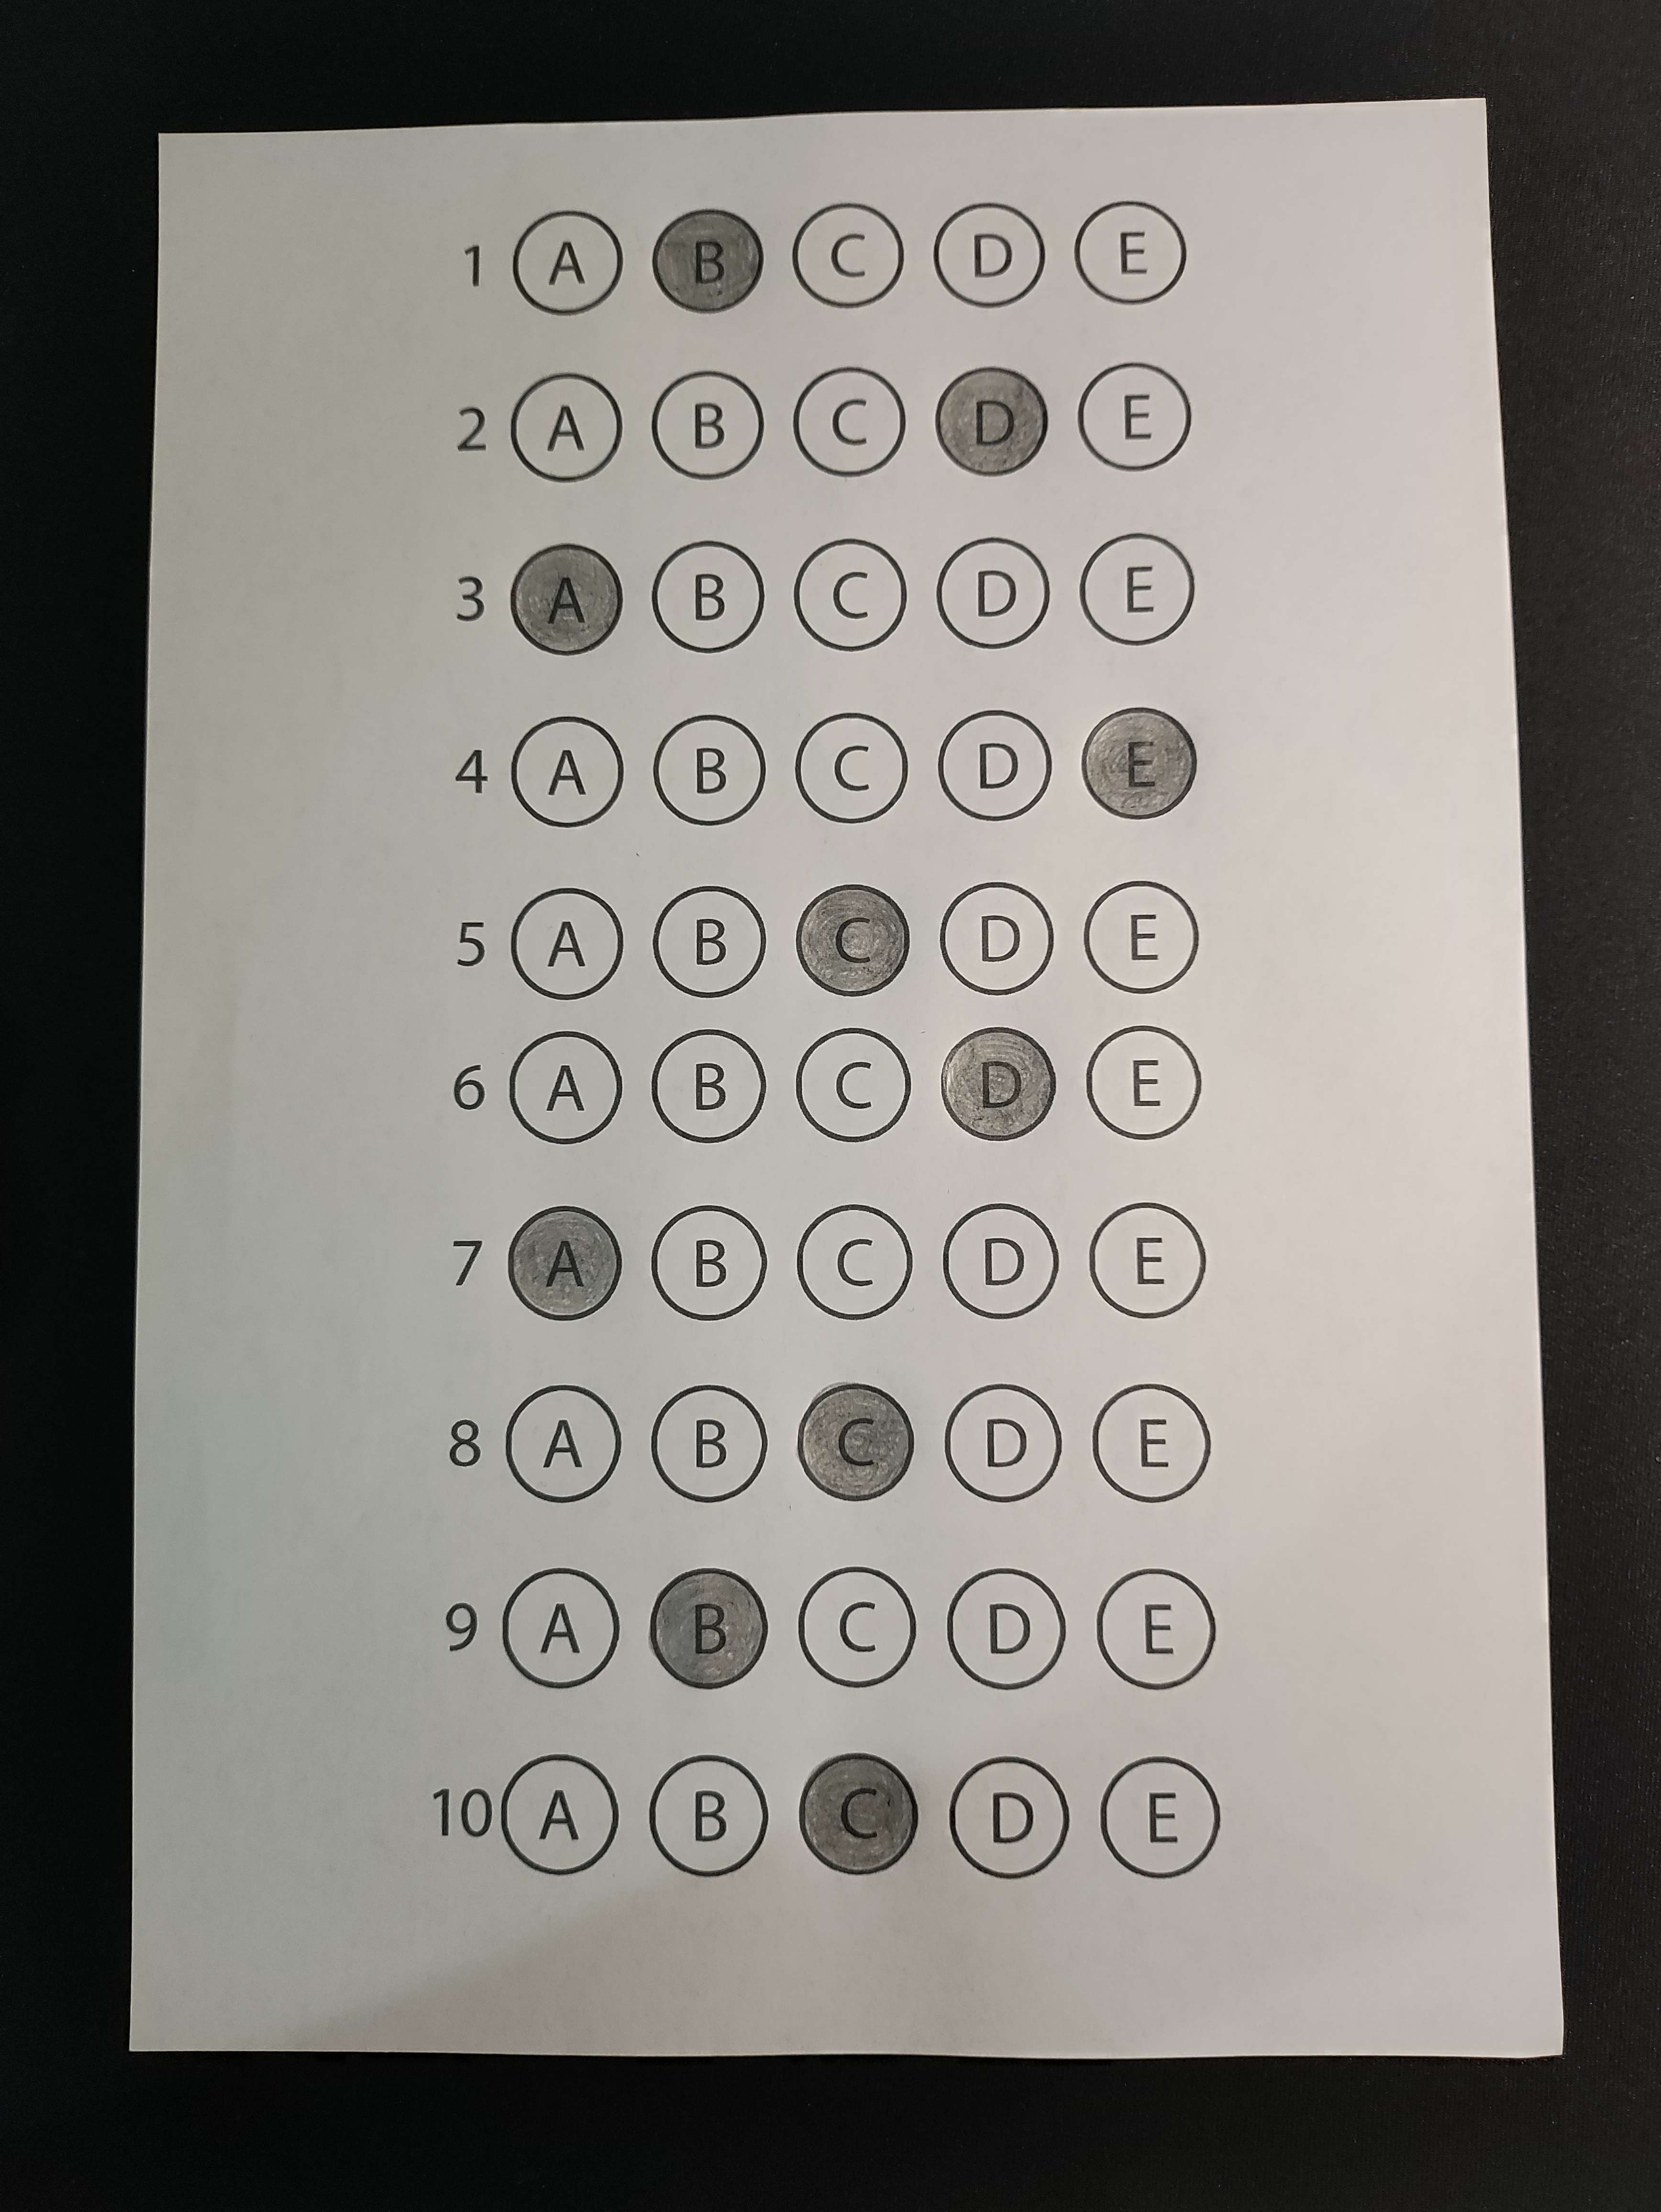 1 A B C D E
2 A B C D E
3 A B C D E
4 A B C D E
5 A B C D E
6 A B C D E
7 A B C D E
8 A B C D E
9 A B C D E
10 A B C D E